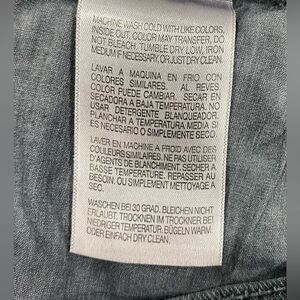 MACHINE WASH COLD WITH LIKE COLORS,
INSIDE OUT, COLOR MAY TRANSFER, DO
NOT BLEACH. TUMBLE DRY LOW, IRON
MEDIUM IF NECESSARY, OR JUST DRY CLEAN.
LAVAR A MAQUINA EN FRIO CON
COLORES SIMILARES. AL REVES.
COLOR PUEDE CAMBIAR. SECAR EN
SECADORA A BAJA TEMPERATURA. NO
USAR DETERGENTE BLANQUEADOR.
PLANCHAR A TEMPERATURA MEDIA SI
ES NECESARIO O SIMPLEMENTE SECO.
LAVER EN MACHINE A FROID AVEC DES
COULEURS SIMILAIRES. NE PAS UTILISER
D'AGENTS DE BLANCHIMENT. SECHER A
BASSE TEMPERATURE. REPASSER AU
BESOIN. OU SIMPLEMENT METTOYAGE A
SEC.
WASCHEN BEI 30 GRAD. BLEICHEN NICHT
ERLAUBT. TROCKNEN IM TROCKNER BEI
NIEDRIGER TEMPERATUR. BÜGELN WARM
ODER EINFACH DRY CLEAN.